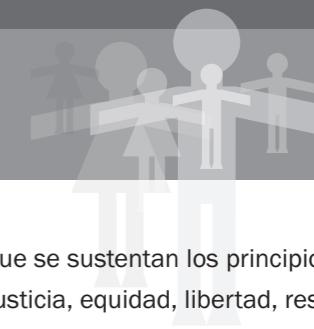 ue se sustentan los principio
usticia, equidad, libertad, res